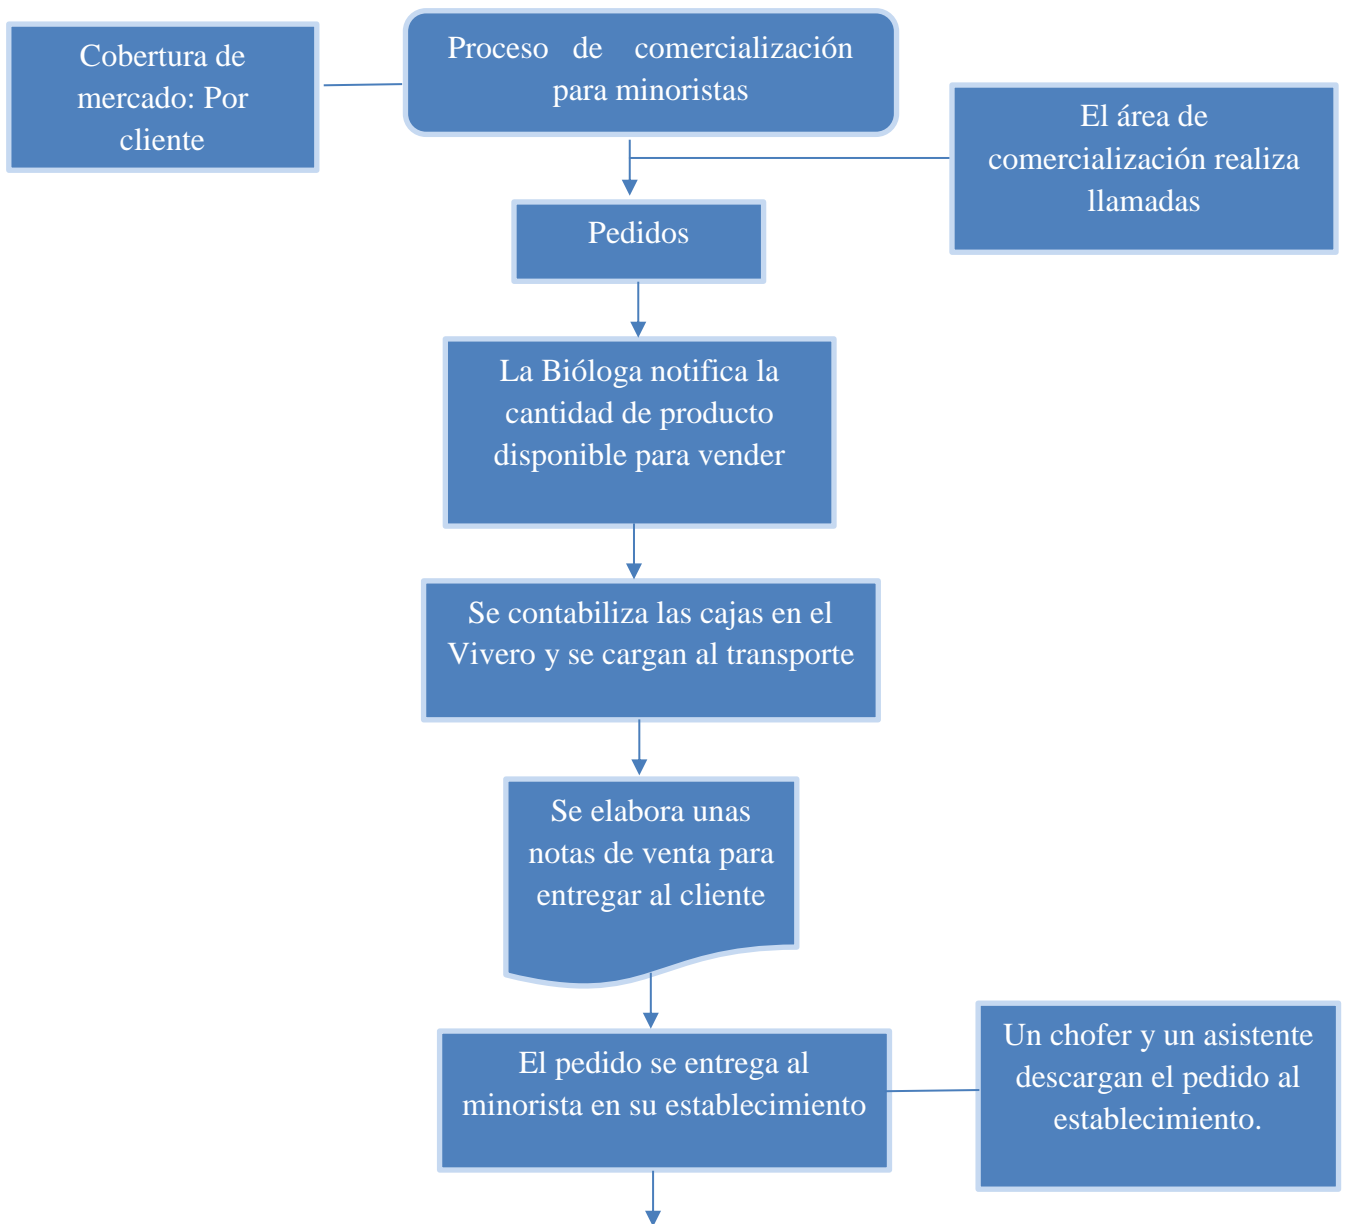 Cobertura de
mercado: Por
cliente
Proceso de comercialización
para minoristas
El área de
comercialización realiza
llamadas
Pedidos
La Bióloga notifica la
cantidad de producto
disponible para vender
Se contabiliza las cajas en el
Vivero y se cargan al transporte
Se elabora unas
notas de venta para
entregar al cliente
El pedido se entrega al
minorista en su establecimiento
Un chofer y un asistente
descargan el pedido al
establecimiento.